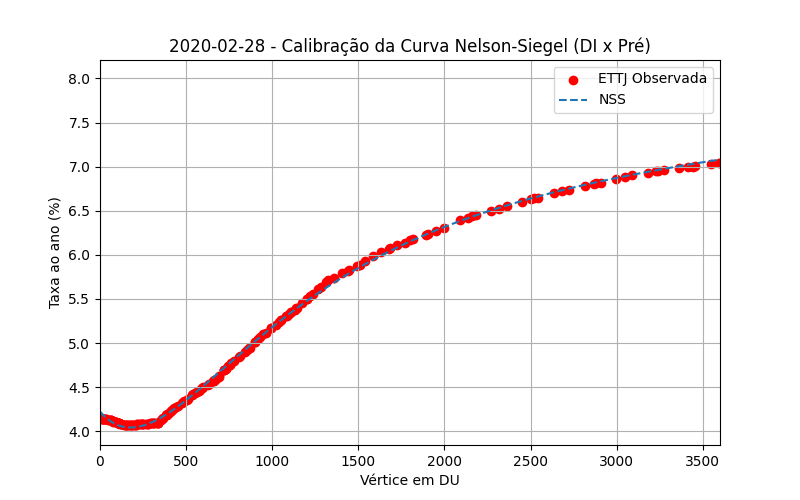 2020-02-28 - Calibração da Curva Nelson-Siegel (DI x Pré)
ETTJ Observada
NSS
Taxa ao ano (%)
8.0
7.5
7.0
6.5
6.0
5.5
5.0
4.5
4.0
0 500 1000 1500 2000 2500 3000 3500
Vértice em DU